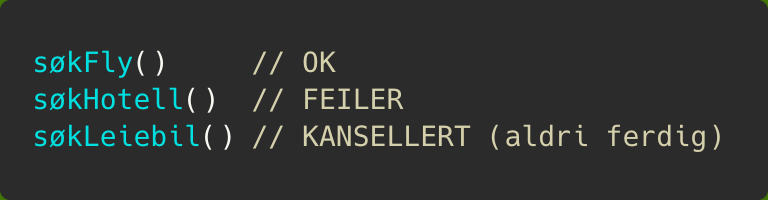 søkFly()     // OK
søkHotell()  // FEILER
søkLeiebil() // KANSELLERT (aldri ferdig)